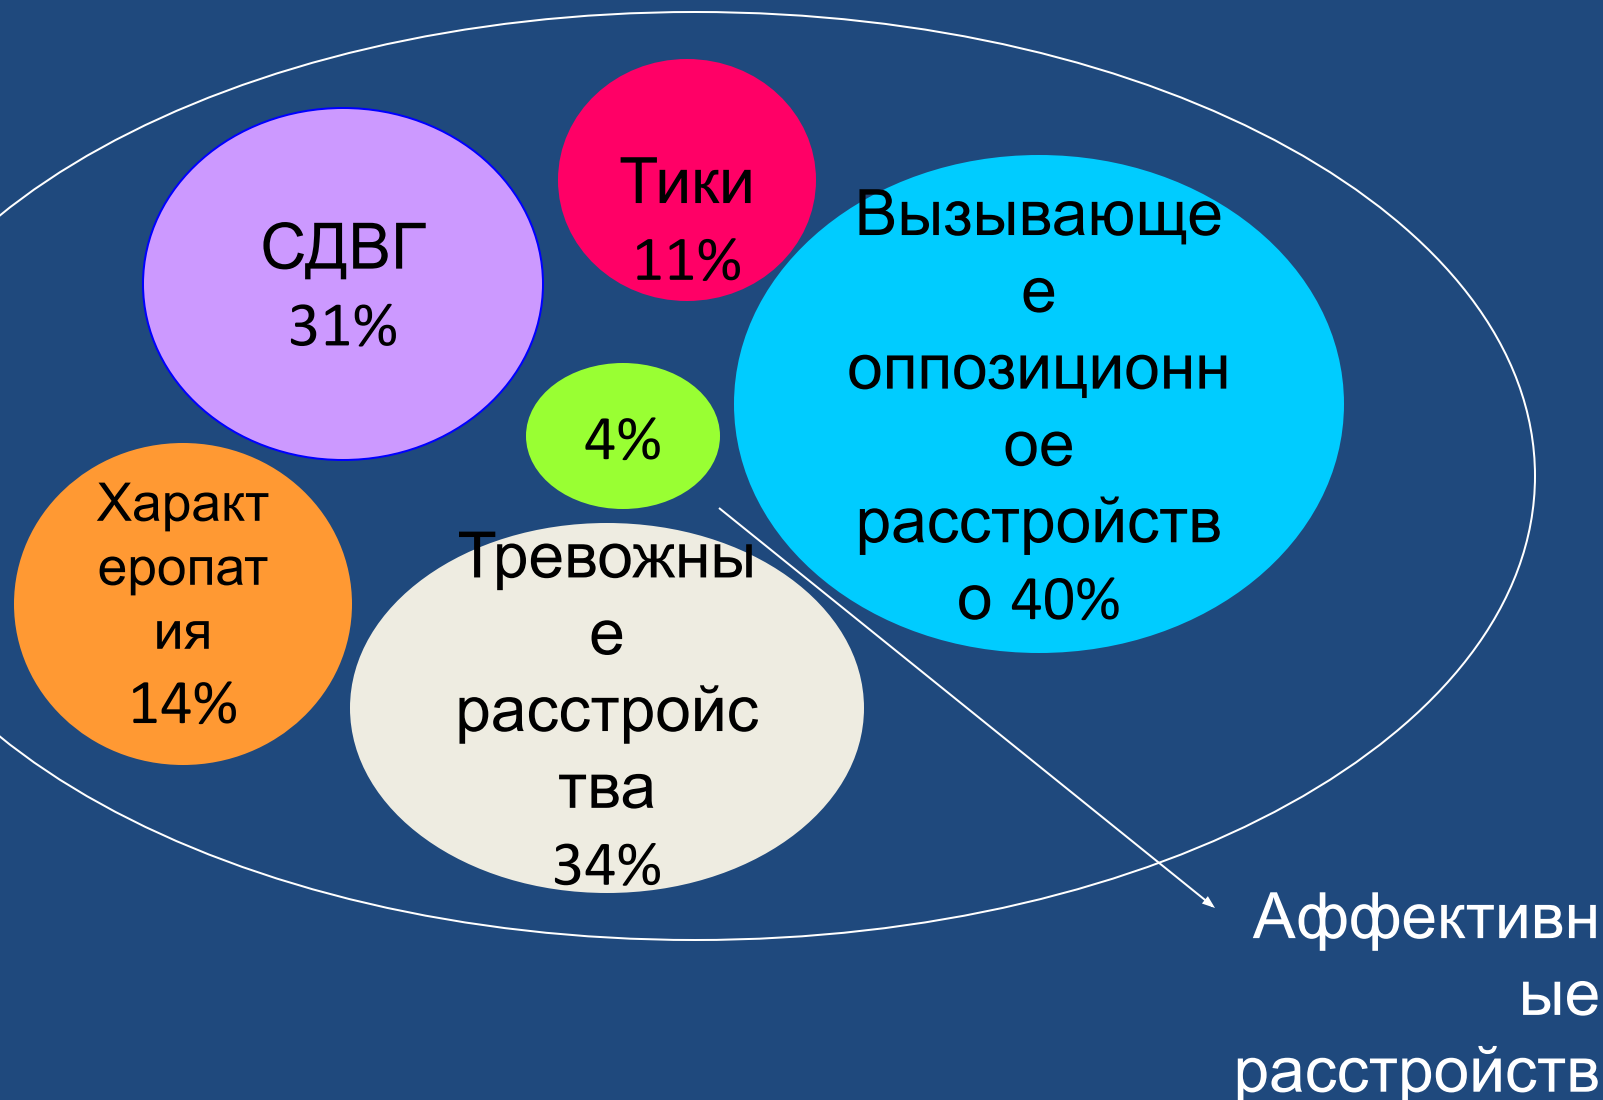 СДВГ
31%
Тики
11%
Вызывающе
е
оппозиционн
ое
расстройств
о 40%
4%
Характ
еропат
ия
14%
Тревожны
е
расстройс
тва
34%
Аффективн
ые
расстройств